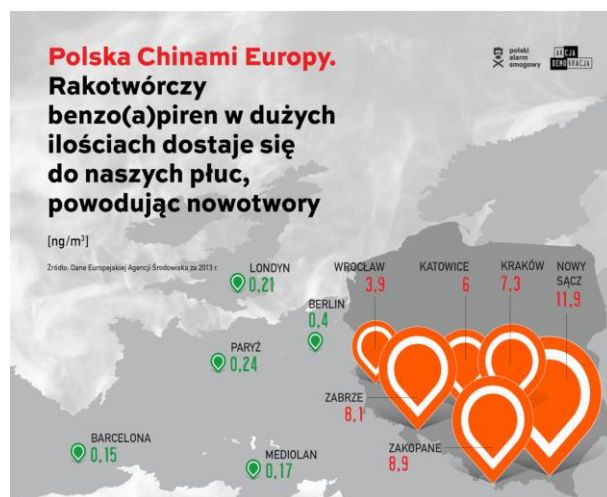 Polska Chinami Europy.
Rakotwórczy
benzo(a)piren w dużych
ilościach dostaje się
do naszych płuc,
powodując nowotwory
[ng/m³]
Źródło. Dane Europejskiej Agencji Środowiska za 2013 r.
polski
alarm
smogowy
AKCJA
DEMOKRACJA
LONDYN
0,21
BERLIN
0,4
PARYŻ
0,24
BARCELONA
0,15
MEDIOLAN
0,17
WROCŁAW
3,9
KATOWICE
6
KRAKÓW
7,3
NOWY
SĄCZ
11,9
ZABRZE
8,1
ZAKOPANE
8,9